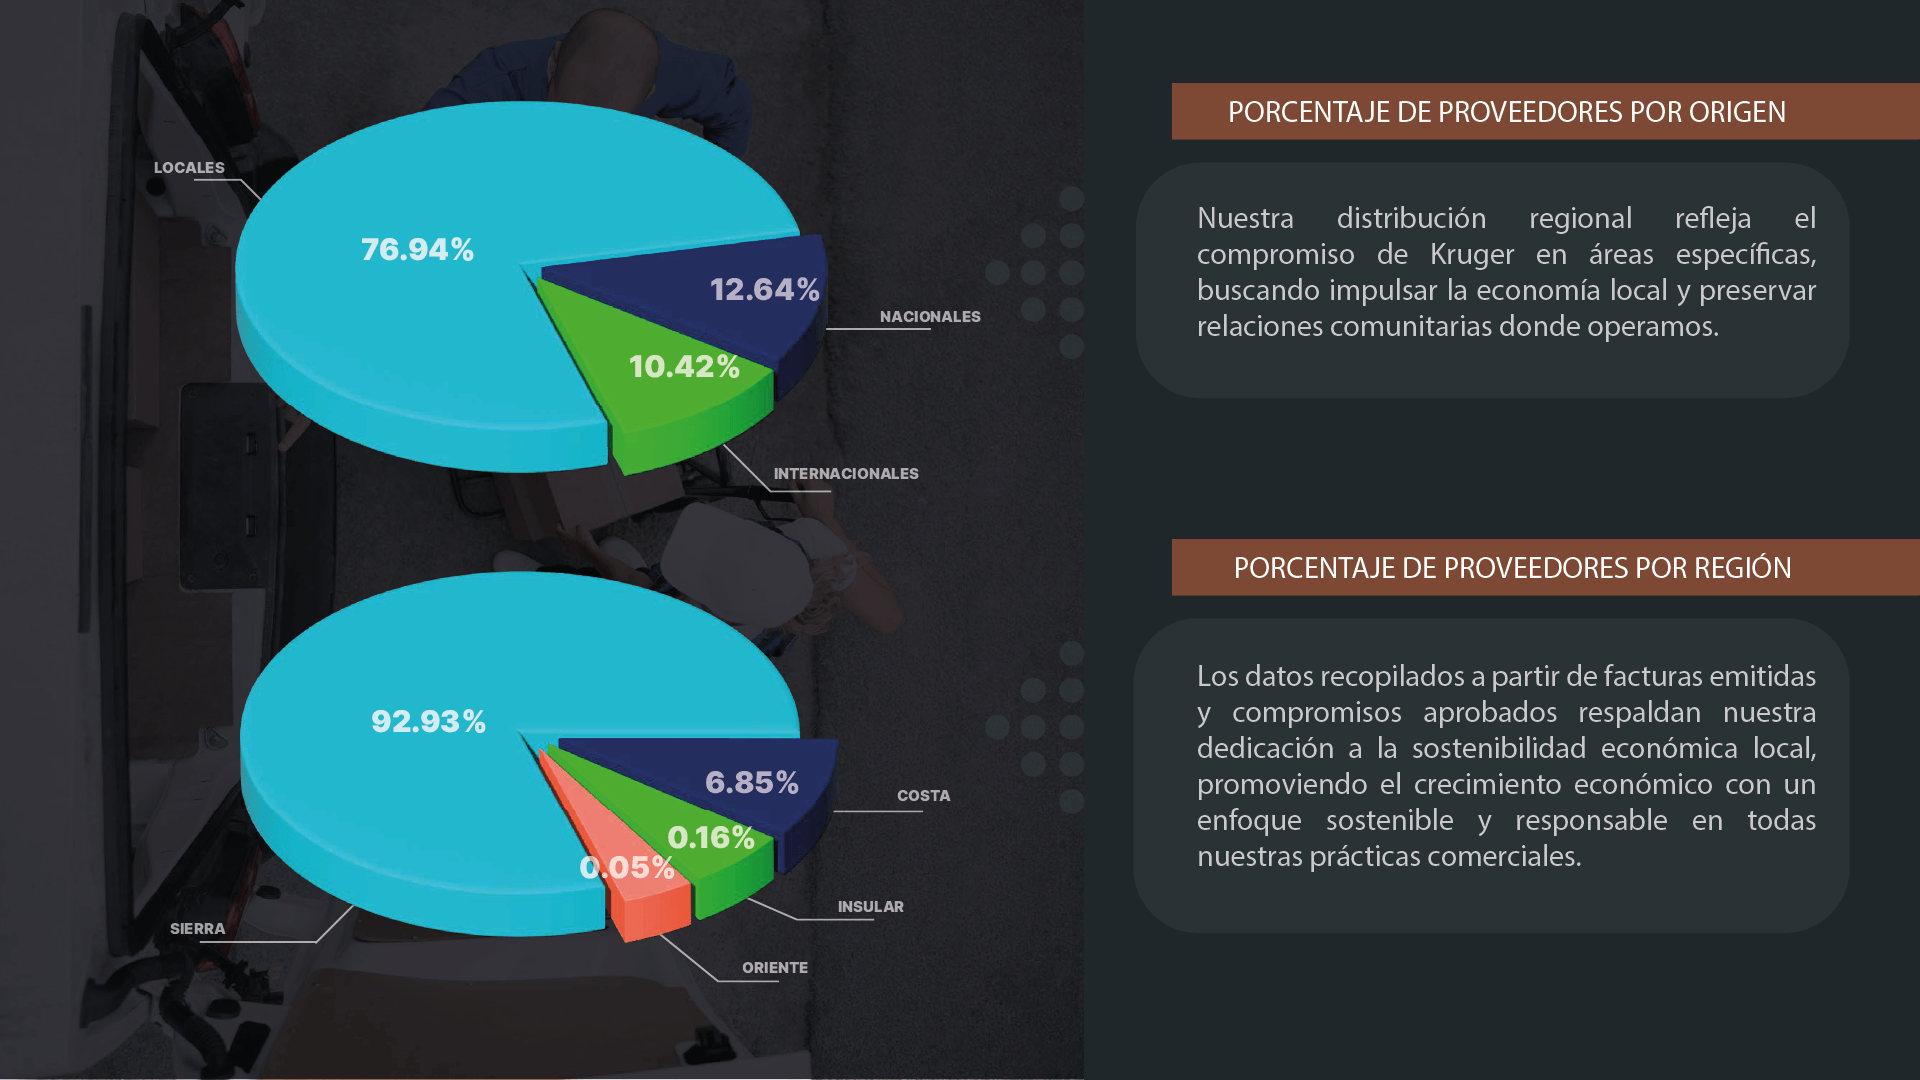 LOCALES
76.94%
12.64%
NACIONALES
10.42%
INTERNACIONALES
92.93%
6.85%
COSTA
0.16%
0.05%
INSULAR
SIERRA
ORIENTE
PORCENTAJE DE PROVEEDORES POR ORIGEN
Nuestra distribución regional refleja el
compromiso de Kruger en áreas específicas,
buscando impulsar la economía local y preservar
relaciones comunitarias donde operamos.
PORCENTAJE DE PROVEEDORES POR REGIÓN
Los datos recopilados a partir de facturas emitidas
y compromisos aprobados respaldan nuestra
dedicación a la sostenibilidad económica local,
promoviendo el crecimiento económico con un
enfoque sostenible y responsable en todas
nuestras prácticas comerciales.